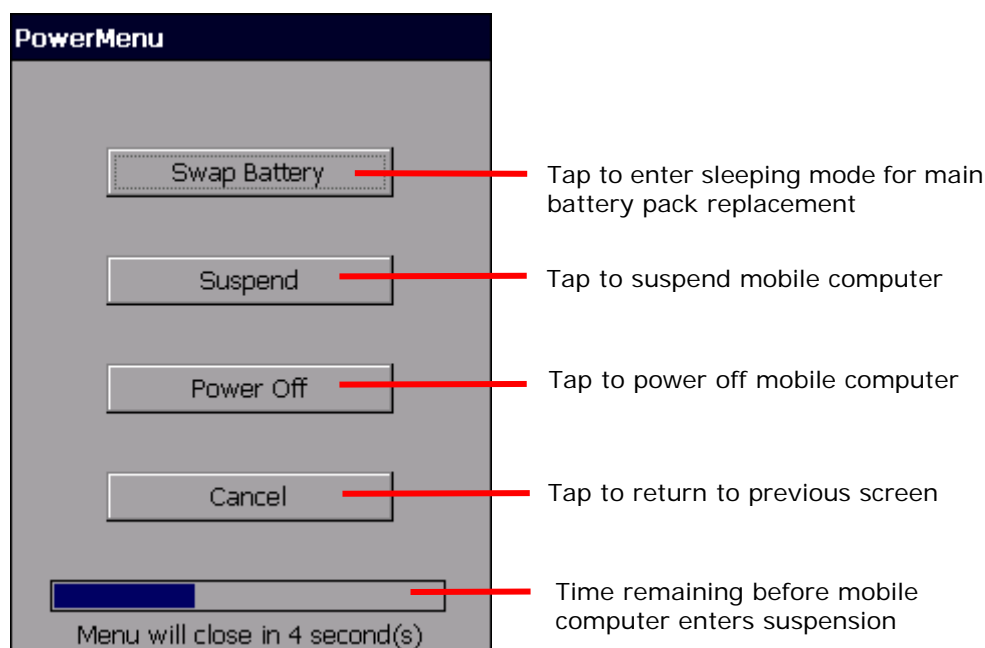 PowerMenu
Swap Battery
Tap to enter sleeping mode for main
battery pack replacement
Suspend
Tap to suspend mobile computer
Power Off
Tap to power off mobile computer
Cancel
Tap to return to previous screen
Time remaining before mobile
computer enters suspension
Menu will close in 4 second(s)